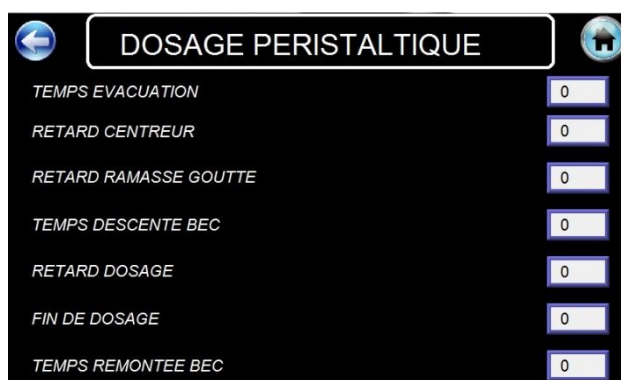 DOSAGE PERISTALTIQUE
TEMPS EVACUATION 0
RETARD CENTREUR 0
RETARD RAMASSE GOUTTE 0
TEMPS DESCENTE BEC 0
RETARD DOSAGE 0
FIN DE DOSAGE 0
TEMPS REMONTEE BEC 0